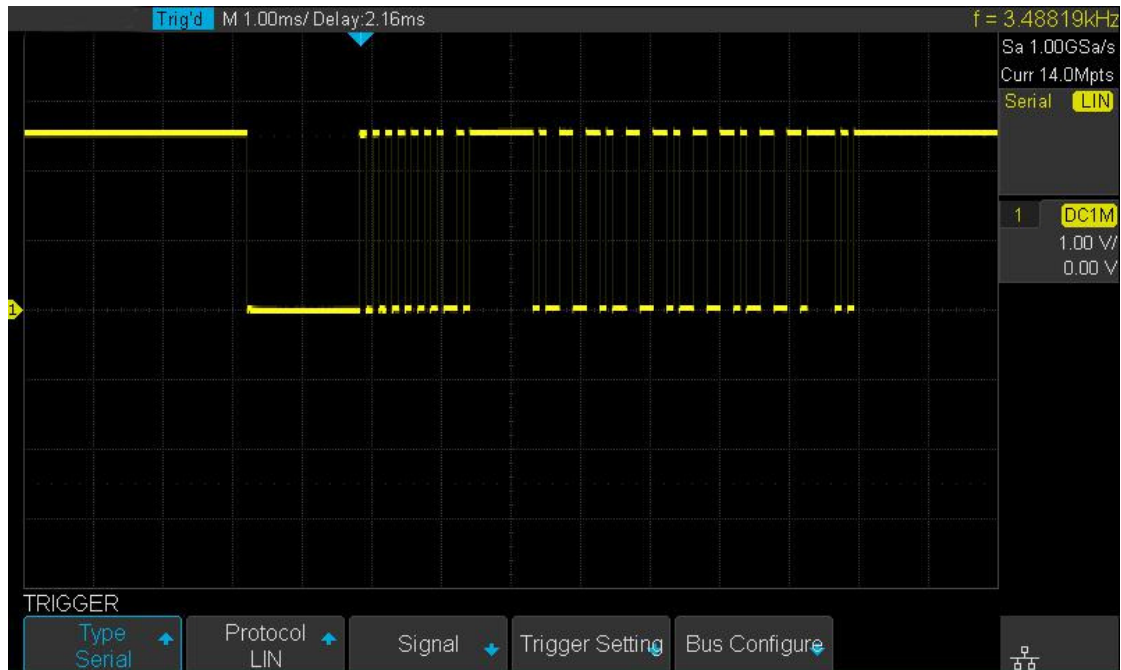 Trig'd M 1.00ms/ Delay:2.16ms f = 3.48819kHz
Sa 1.00GSa/s
Curr 14.0Mpts
Serial LIN
1 DC1M
1.00 V/
0.00 V
1
TRIGGER
Type
Serial
Protocol
LIN
Signal
Trigger Setting
Bus Configure